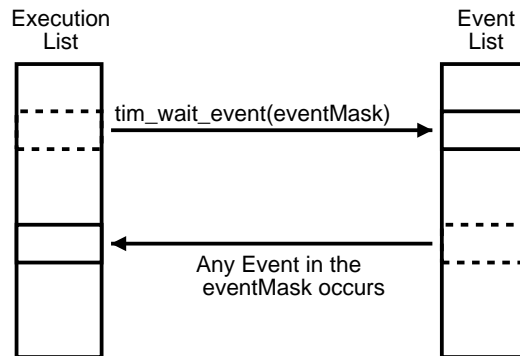 Execution
List
Event
List
tim_wait_event(eventMask)
Any Event in the
eventMask occurs